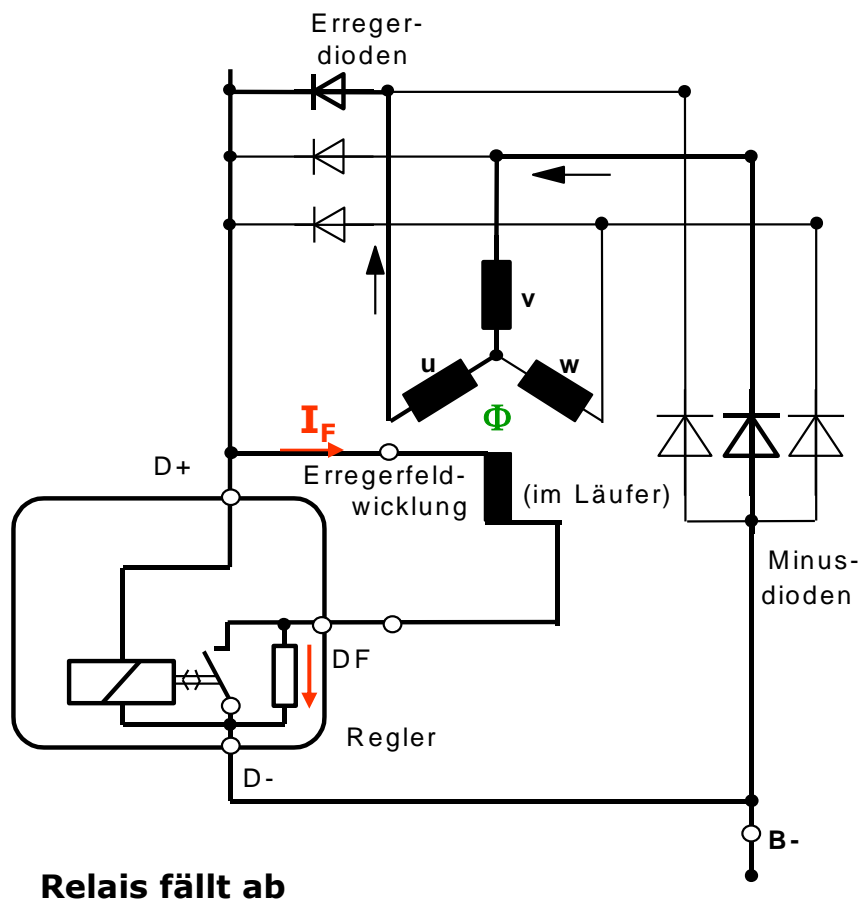 Erreger-
dioden
v
u
w
Φ
I_F
D+
Erregerfeld-
wicklung
(im Läufer)
Minus-
dioden
DF
Regler
D-
B-
Relais fällt ab